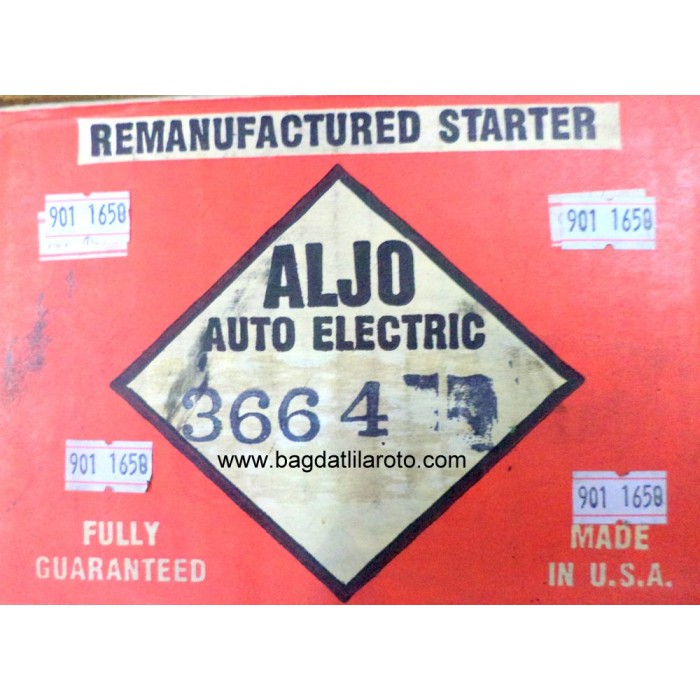 REMANUFACTURED STARTER
901 1658
901 1658
ALJO
AUTO ELECTRIC
3664
www.bagdatlilaroto.com
901 1658
901 1658
FULLY
GUARANTEED
MADE
IN U.S.A.